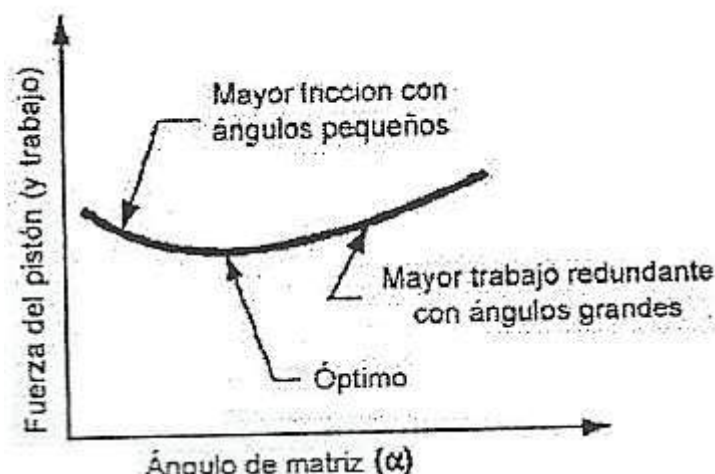 Fuerza del pistón (y trabajo)
Mayor friccion con
ángulos pequeños
Mayor trabajo redundante
con ángulos grandes
Óptimo
Ángulo de matriz (α)